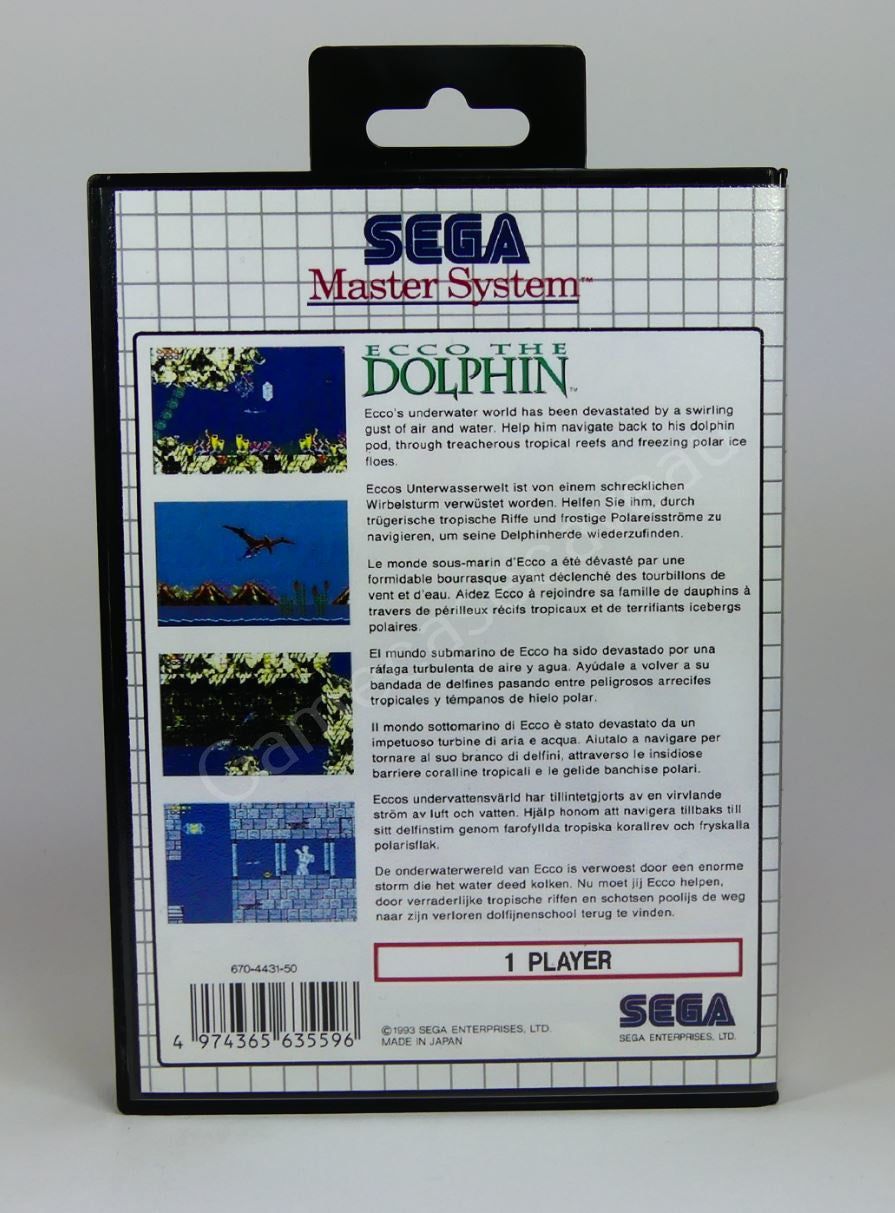 SEGA
Master System™
ECCO THE
DOLPHIN™
Ecco's underwater world has been devastated by a swirling
gust of air and water. Help him navigate back to his dolphin
pod, through treacherous tropical reefs and freezing polar ice
floes.
Eccos Unterwasserwelt ist von einem schrecklichen
Wirbelsturm verwüstet worden. Helfen Sie ihm, durch
trügerische tropische Riffe und frostige Polareisströme zu
navigieren, um seine Delphinherde wiederzufinden.
Le monde sous-marin d'Ecco a été dévasté par une
formidable bourrasque ayant déclenché des tourbillons de
vent et d'eau. Aidez Ecco à rejoindre sa famille de dauphins à
travers de périlleux récifs tropicaux et de terrifiants icebergs
polaires.
El mundo submarino de Ecco ha sido devastado por una
ráfaga turbulenta de aire y agua. Ayúdale a volver a su
bandada de delfines pasando entre peligrosos arrecifes
tropicales y témpanos de hielo polar.
Il mondo sottomarino di Ecco è stato devastato da un
impetuoso turbine di aria e acqua. Aiutalo a navigare per
tornare al suo branco di delfini, attraverso le insidiose
barriere coralline tropicali e le gelide banchise polari.
Eccos undervattensvärld har tillintetgjorts av en virvlande
ström av luft och vatten. Hjälp honom att navigera tillbaks till
sitt delfinstim genom farofyllda tropiska korallrev och fryskalla
polarisflak.
De onderwaterwereld van Ecco is verwoest door een enorme
storm die het water deed kolken. Nu moet jij Ecco helpen,
door verraderlijke tropische riffen en schotsen poolijs de weg
naar zijn verloren dolfijnenschool terug te vinden.
1 PLAYER
670-4431-50
4 974365 635596
©1993 SEGA ENTERPRISES, LTD.
MADE IN JAPAN
SEGA
SEGA ENTERPRISES, LTD.